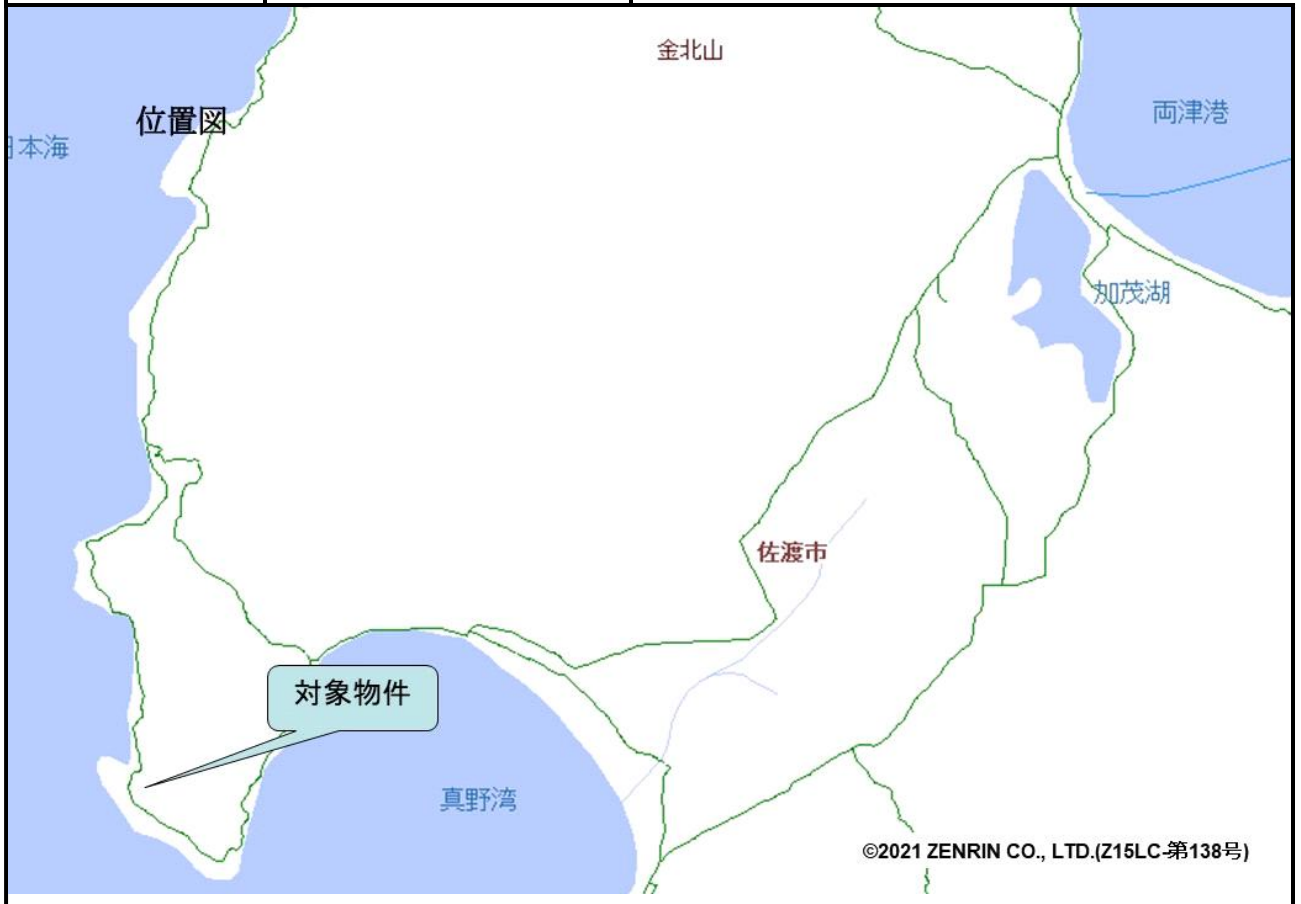 金北山
位置図
両津港
日本海
加茂湖
佐渡市
対象物件
真野湾
©2021 ZENRIN CO., LTD.(Z15LC-第138号)